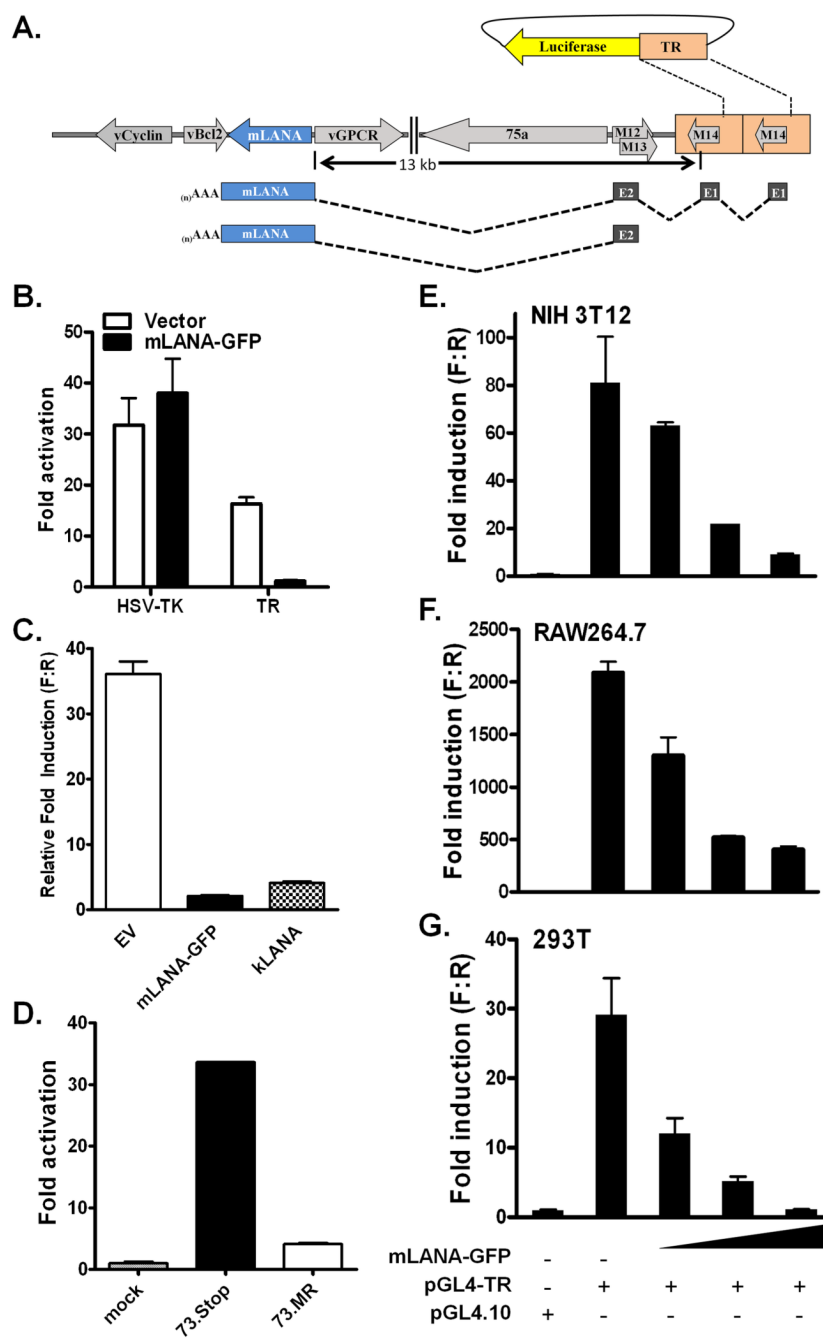 A.
Luciferase TR
vCyclin vBcl2 mLANA vGPCR 75a M12 M13 M14 M14
13 kb
(n)AAA mLANA E2 E1 E1
(n)AAA mLANA E2
B.
Vector
mLANA-GFP
Fold activation
50
40
30
20
10
0
HSV-TK TR
C.
Relative Fold Induction (F:R)
40
30
20
10
0
EV mLANA-GFP kLANA
D.
Fold activation
40
30
20
10
0
mock 73.Stop 73.MR
E.
NIH 3T12
Fold induction (F:R)
100
80
60
40
20
0
F.
RAW264.7
Fold induction (F:R)
2500
2000
1500
1000
500
0
G.
293T
Fold induction (F:R)
40
30
20
10
0
mLANA-GFP - -
pGL4-TR - + + + +
pGL4.10 + - - - -